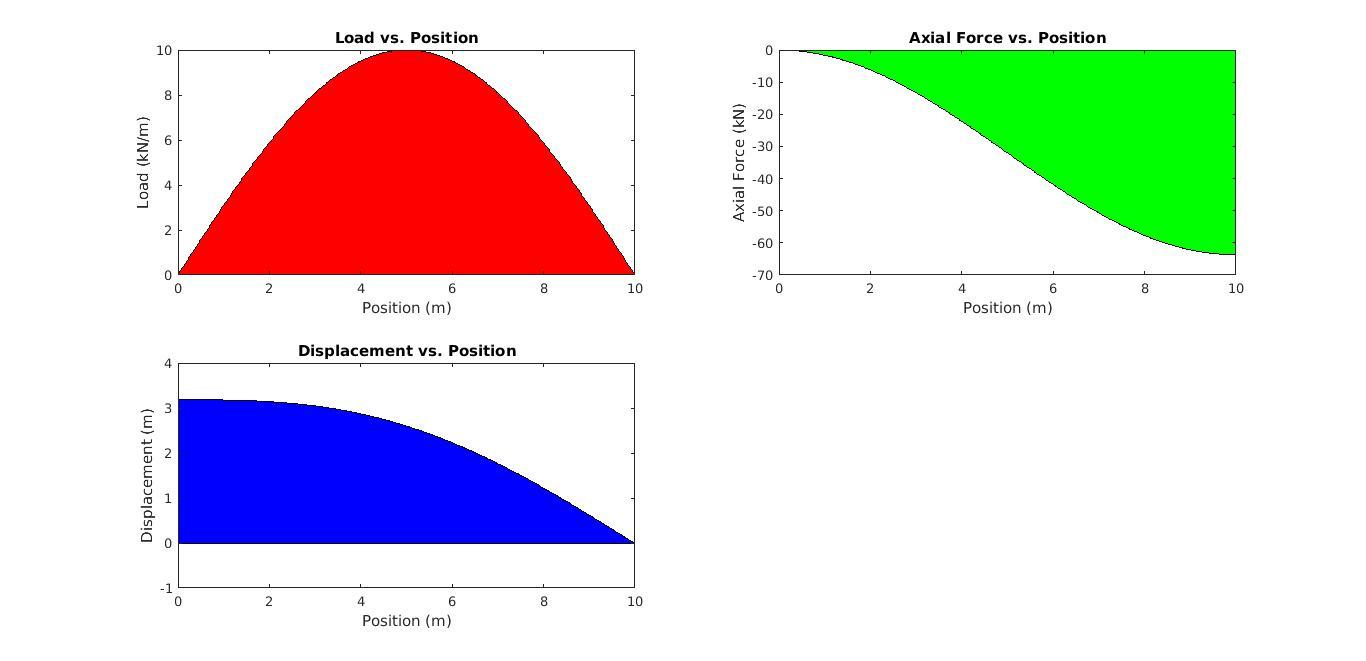 Load vs. Position
10
8
6
4
2
0
Load (kN/m)
0 2 4 6 8 10
Position (m)
Axial Force vs. Position
0
-10
-20
-30
-40
-50
-60
-70
Axial Force (kN)
0 2 4 6 8 10
Position (m)
Displacement vs. Position
4
3
2
1
0
-1
Displacement (m)
0 2 4 6 8 10
Position (m)